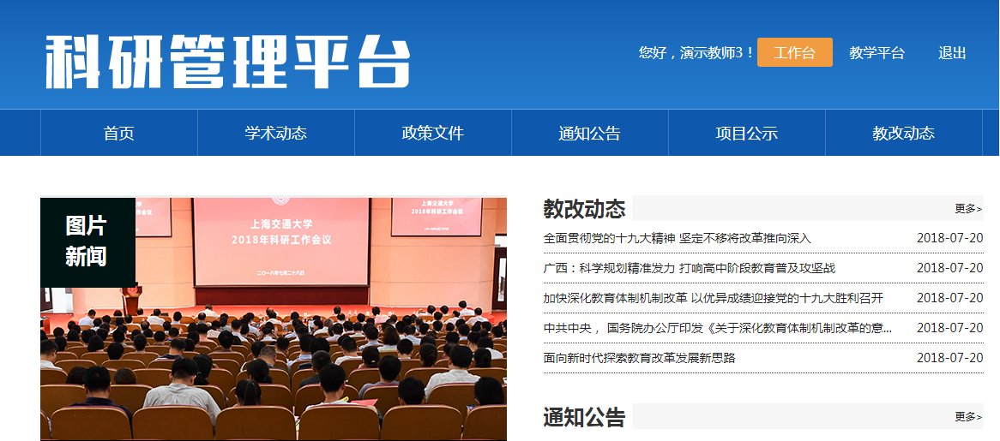 科研管理平台
您好，演示教师3！ 工作台 教学平台 退出
首页 学术动态 政策文件 通知公告 项目公示 教改动态
图片
新闻
上海交通大学
2018年科研工作会议
二〇一八年七月二十八日
2018年科研工作会议
教改动态 更多>
全面贯彻党的十九大精神 坚定不移将改革推向深入 2018-07-20
广西：科学规划精准发力 打响高中阶段教育普及攻坚战 2018-07-20
加快深化教育体制机制改革 以优异成绩迎接党的十九大胜利召开 2018-07-20
中共中央， 国务院办公厅印发《关于深化教育体制机制改革的意... 2018-07-20
面向新时代探索教育改革发展新思路 2018-07-20
通知公告 更多>